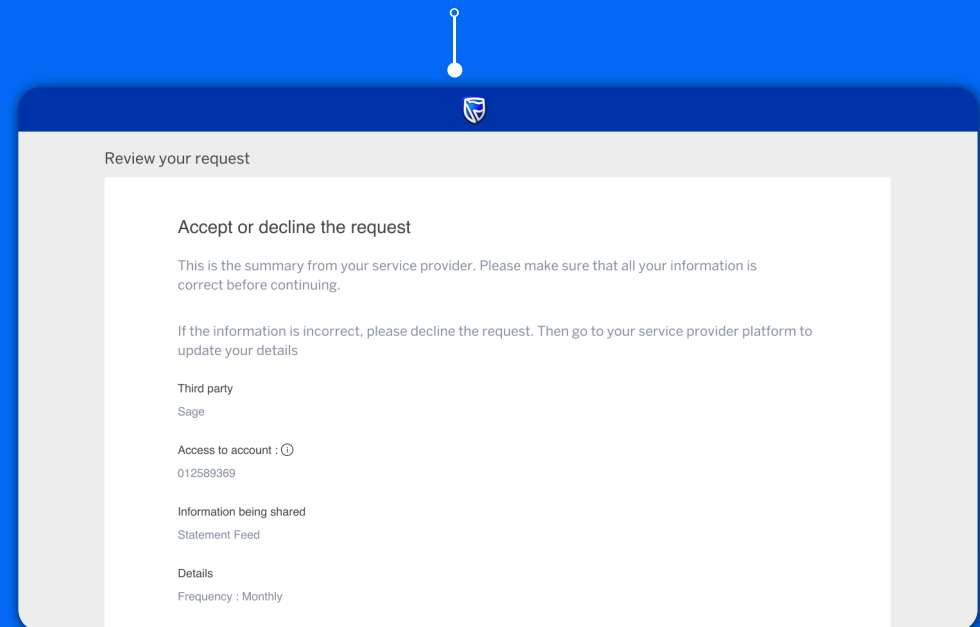 Review your request
Accept or decline the request
This is the summary from your service provider. Please make sure that all your information is
correct before continuing.
If the information is incorrect, please decline the request. Then go to your service provider platform to
update your details
Third party
Sage
Access to account :
012589369
Information being shared
Statement Feed
Details
Frequency : Monthly